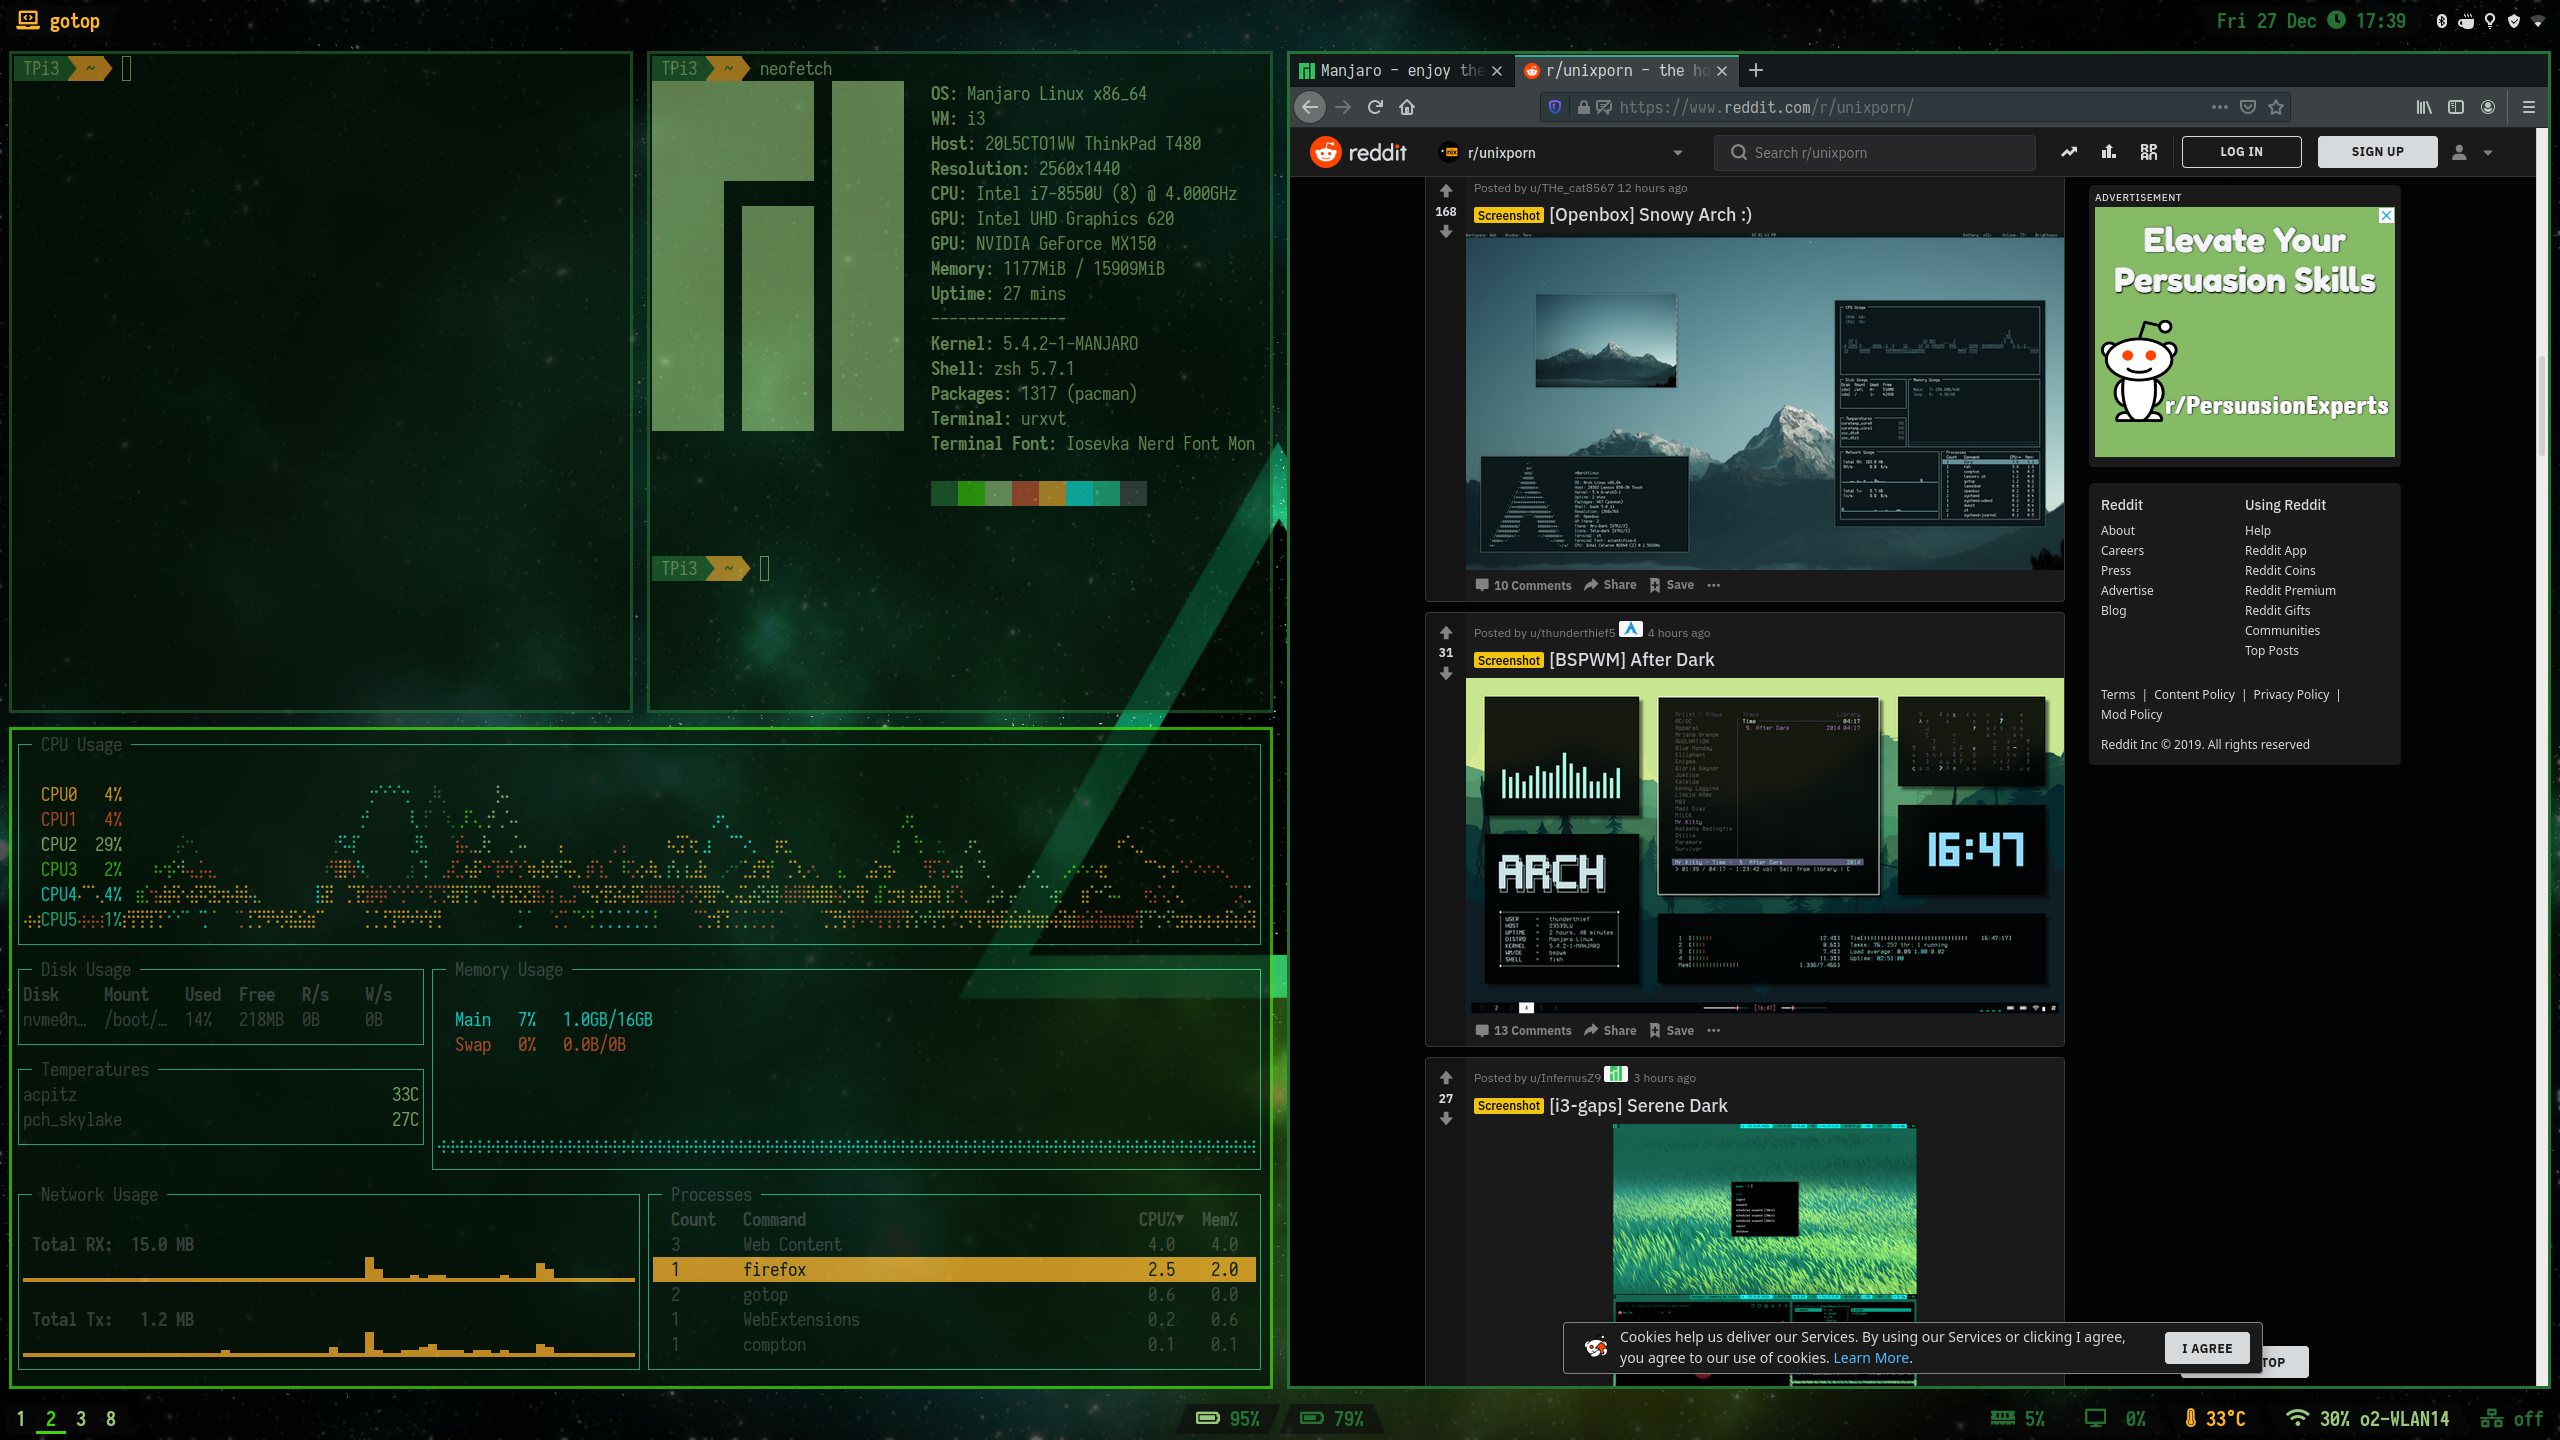 gotop
Fri 27 Dec 17:39
TPi3 ~
TPi3 ~ neofetch
OS: Manjaro Linux x86_64
WM: i3
Host: 20L5CTO1WW ThinkPad T480
Resolution: 2560x1440
CPU: Intel i7-8550U (8) @ 4.000GHz
GPU: Intel UHD Graphics 620
GPU: NVIDIA GeForce MX150
Memory: 1177MiB / 15909MiB
Uptime: 27 mins
---------------
Kernel: 5.4.2-1-MANJARO
Shell: zsh 5.7.1
Packages: 1317 (pacman)
Terminal: urxvt
Terminal Font: Iosevka Nerd Font Mon
TPi3 ~
CPU Usage
CPU0 4%
CPU1 4%
CPU2 29%
CPU3 2%
CPU4 4%
CPU5 1%
Disk Usage
Disk Mount Used Free R/s W/s
nvme0n… /boot/… 14% 218MB 0B 0B
Temperatures
acpitz 33C
pch_skylake 27C
Memory Usage
Main 7% 1.0GB/16GB
Swap 0% 0.0B/0B
Network Usage
Total RX: 15.0 MB
Total Tx: 1.2 MB
Processes
Count Command CPU%▼ Mem%
3 Web Content 4.0 4.0
1 firefox 2.5 2.0
2 gotop 0.6 0.0
1 WebExtensions 0.2 0.6
1 compton 0.1 0.1
Manjaro - enjoy the
r/unixporn - the ho
https://www.reddit.com/r/unixporn/
reddit
r/unixporn
Search r/unixporn
LOG IN
SIGN UP
Posted by u/THe_cat8567 12 hours ago
168
Screenshot [Openbox] Snowy Arch :)
10 Comments Share Save
Posted by u/thunderthief5 4 hours ago
31
Screenshot [BSPWM] After Dark
ARCH
16:47
13 Comments Share Save
Posted by u/InfernusZ9 3 hours ago
27
Screenshot [i3-gaps] Serene Dark
ADVERTISEMENT
Elevate Your
Persuasion Skills
r/PersuasionExperts
Reddit Using Reddit
About Help
Careers Reddit App
Press Reddit Coins
Advertise Reddit Premium
Blog Reddit Gifts
Communities
Top Posts
Terms | Content Policy | Privacy Policy |
Mod Policy
Reddit Inc © 2019. All rights reserved
Cookies help us deliver our Services. By using our Services or clicking I agree,
you agree to our use of cookies. Learn More.
I AGREE
TOP
1 2 3 8
95% 79%
5% 0% 33°C 30% o2-WLAN14 off